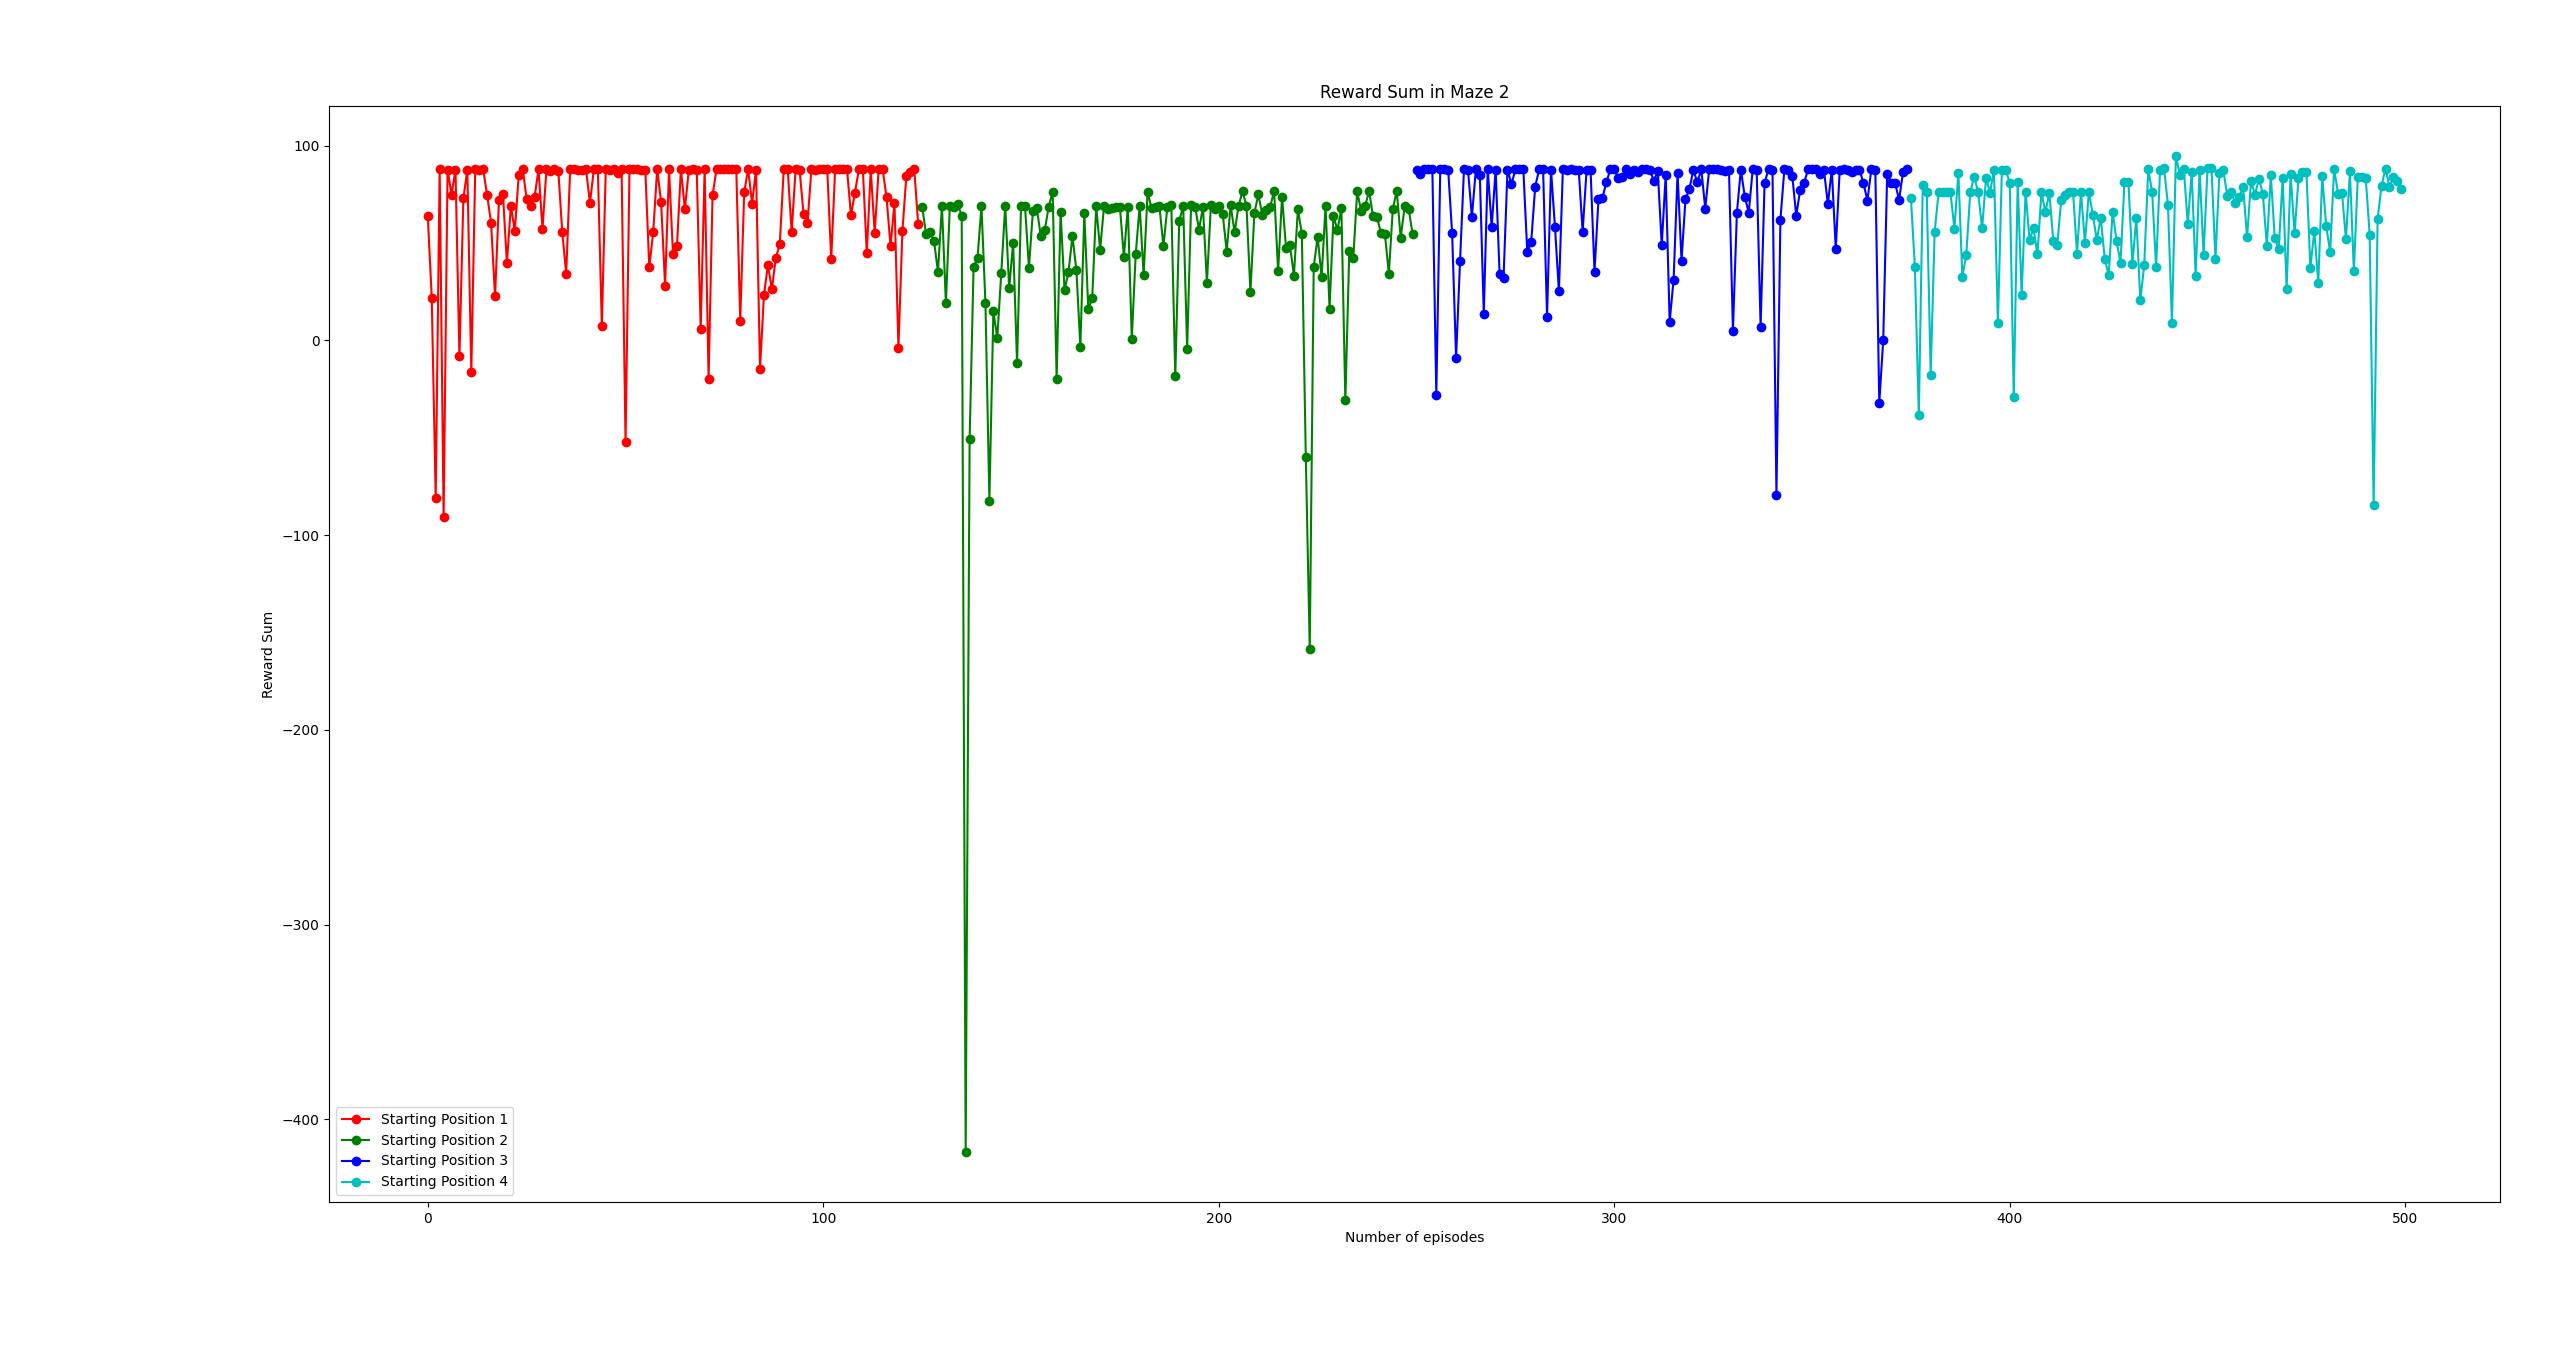 Reward Sum in Maze 2
100
0
−100
−200
−300
−400
Reward Sum
Starting Position 1
Starting Position 2
Starting Position 3
Starting Position 4
0
100
200
300
400
500
Number of episodes